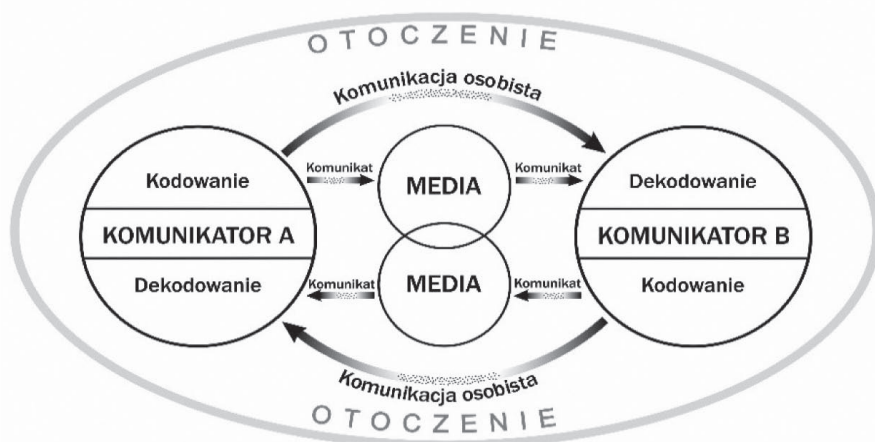 OTOCZENIE
Komunikacja osobista
Kodowanie
KOMUNIKATOR A
Dekodowanie
Komunikat
MEDIA
Komunikat
Komunikat
MEDIA
Komunikat
Dekodowanie
KOMUNIKATOR B
Kodowanie
Komunikacja osobista
OTOCZENIE